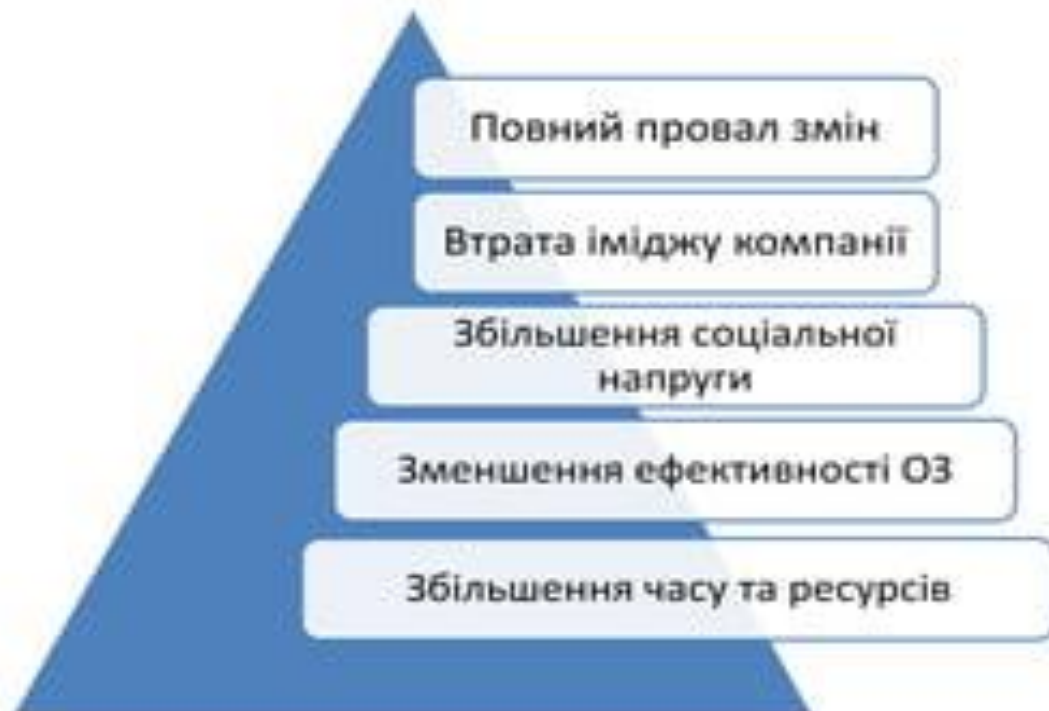 Повний провал змін
Втрата іміджу компанії
Збільшення соціальної
напруги
Зменшення ефективності ОЗ
Збільшення часу та ресурсів